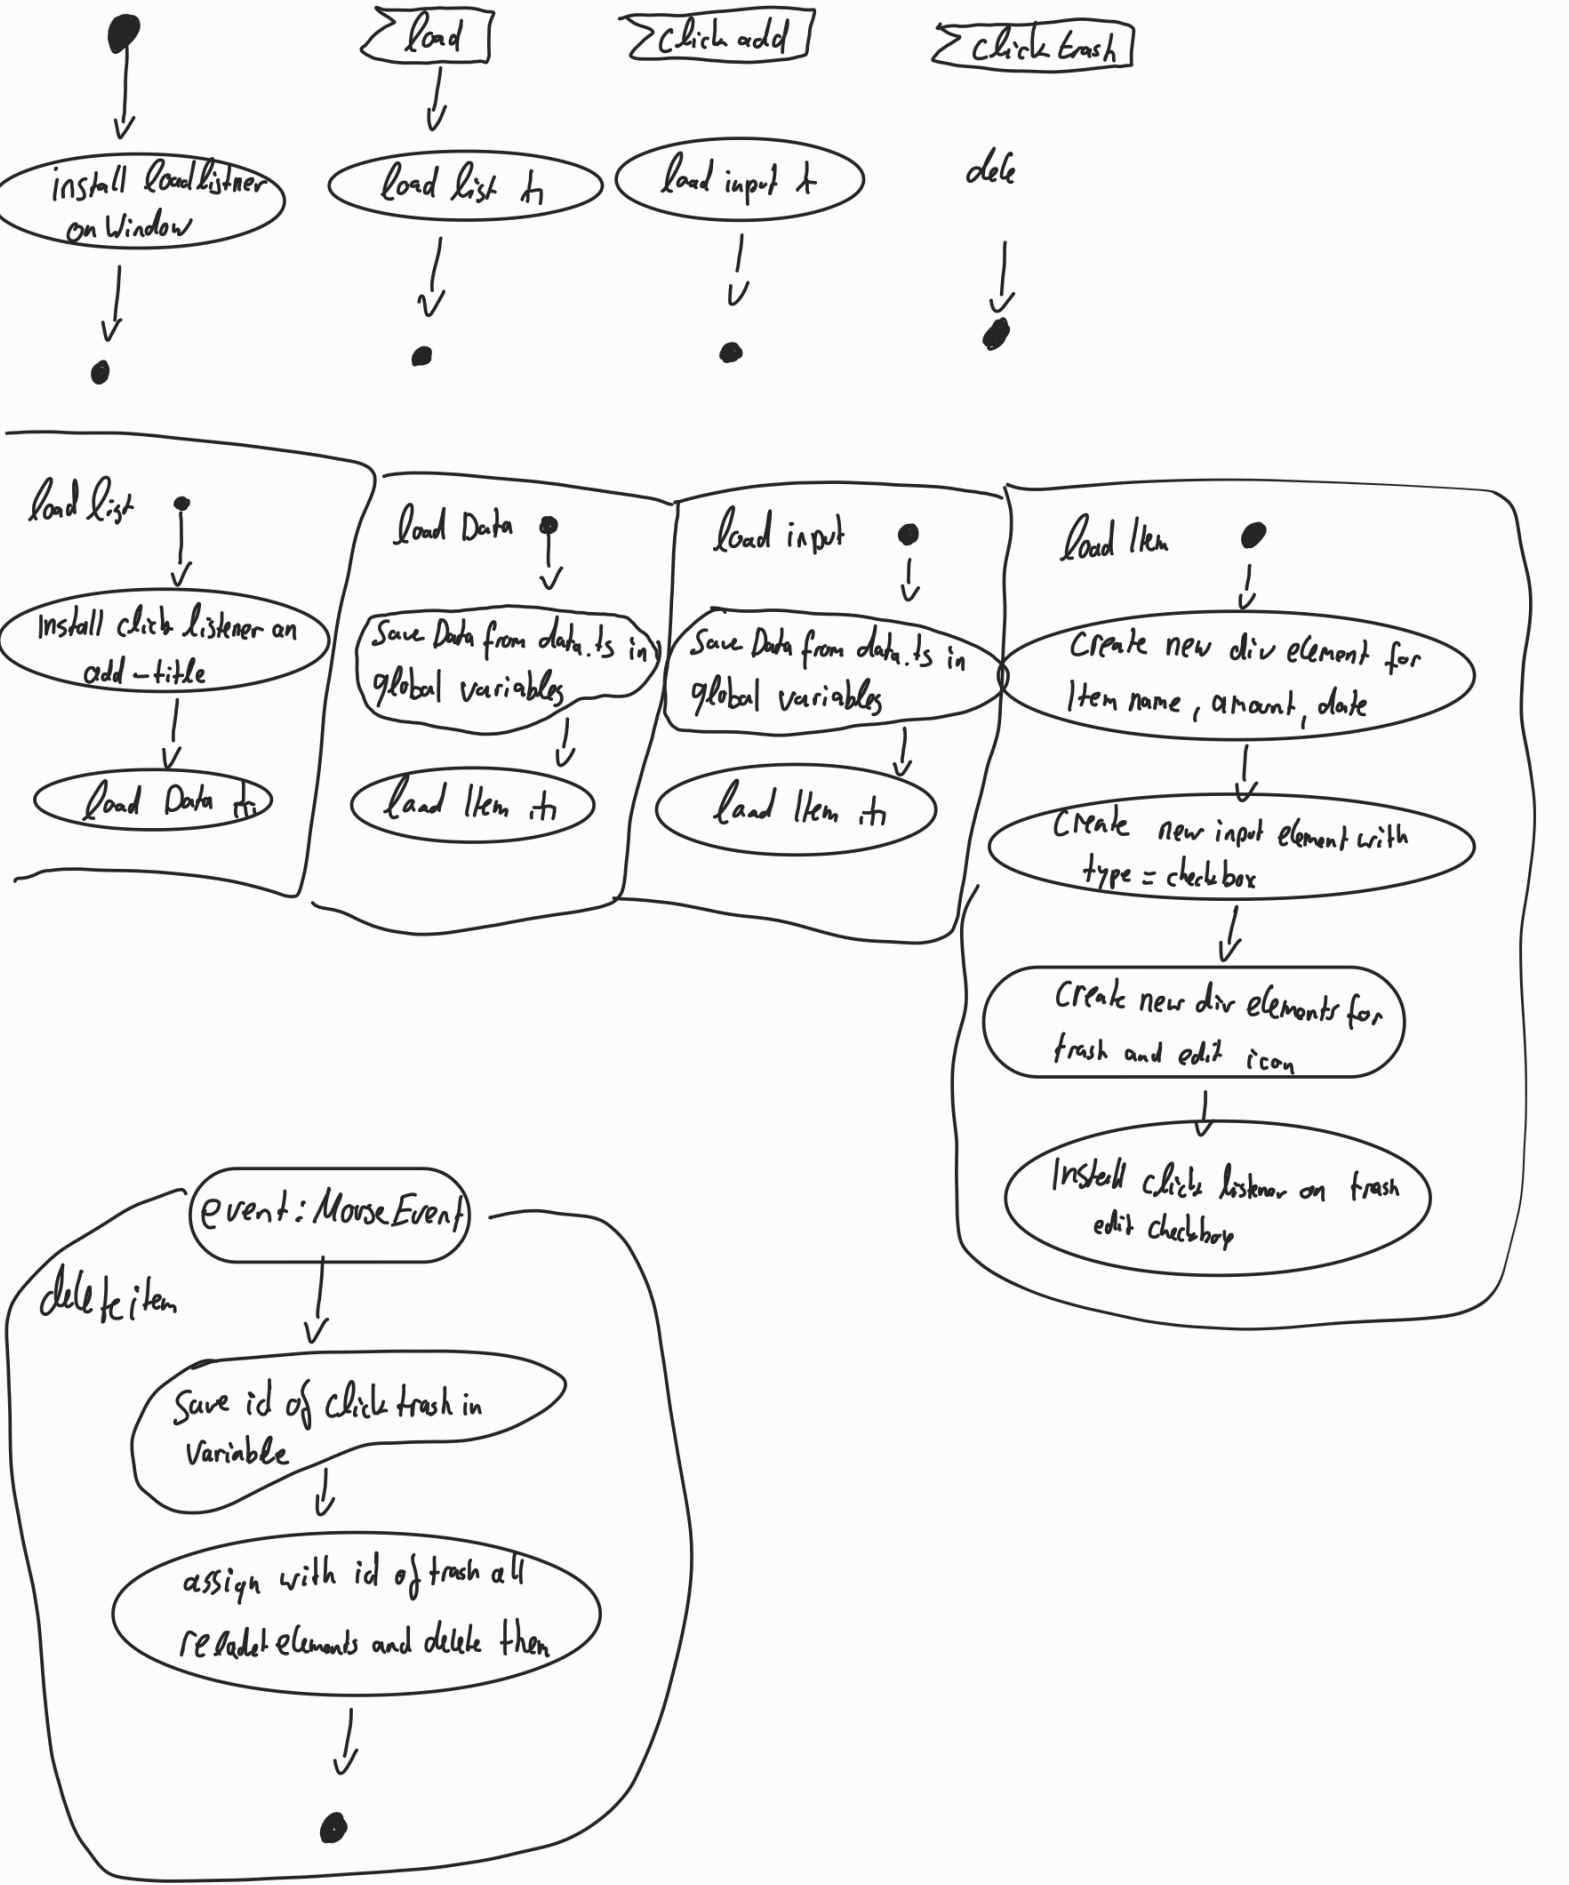 load
click add
click trash
install loadlistner
on Window
load list
load input
dele
load list
Install click listener an
add-title
load Data
load Data
Save Data from data.ts in
global variables
load Item
load input
Save Data from data.ts in
global variables
load Item
load Item
Create new div element for
Item name, amount, date
Create new input element with
type = checkbox
Create new div elements for
trash and edit icon
Install click listener on trash
edit checkbox
event: MouseEvent
delete item
Save id of click trash in
variable
assign with id of trash all
reladet elements and delete them